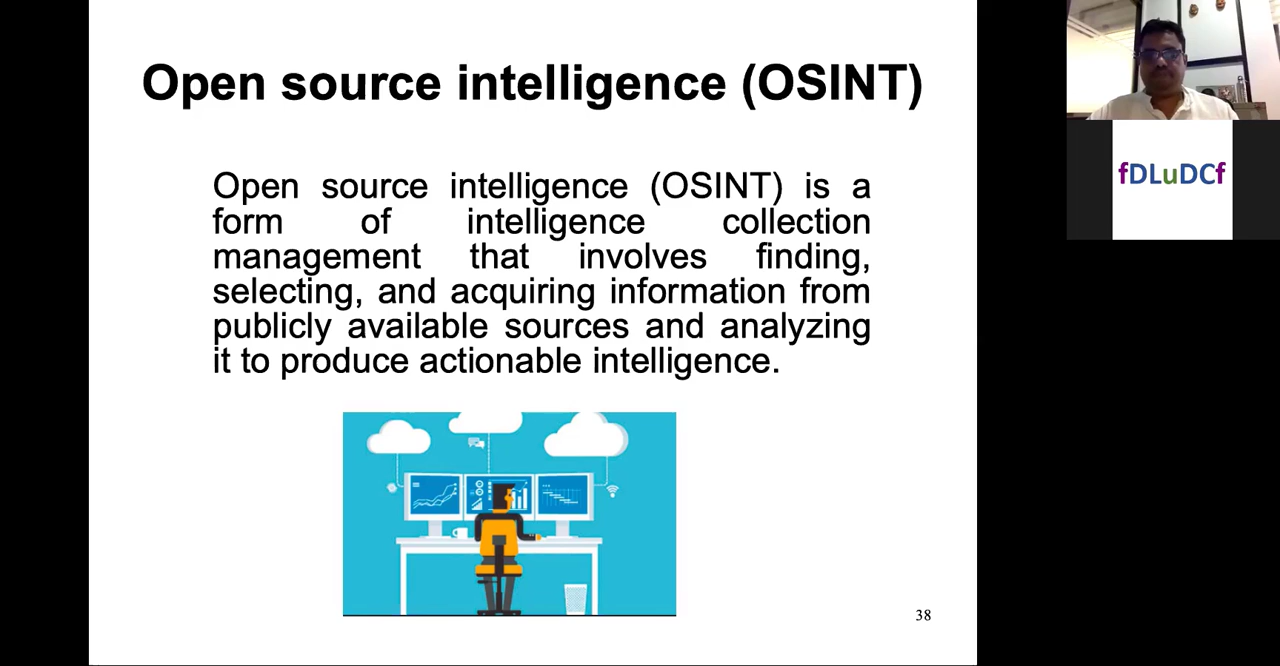 Open source intelligence (OSINT)
Open source intelligence (OSINT) is a
form of intelligence collection
management that involves finding,
selecting, and acquiring information from
publicly available sources and analyzing
it to produce actionable intelligence.
38
fDLuDCf